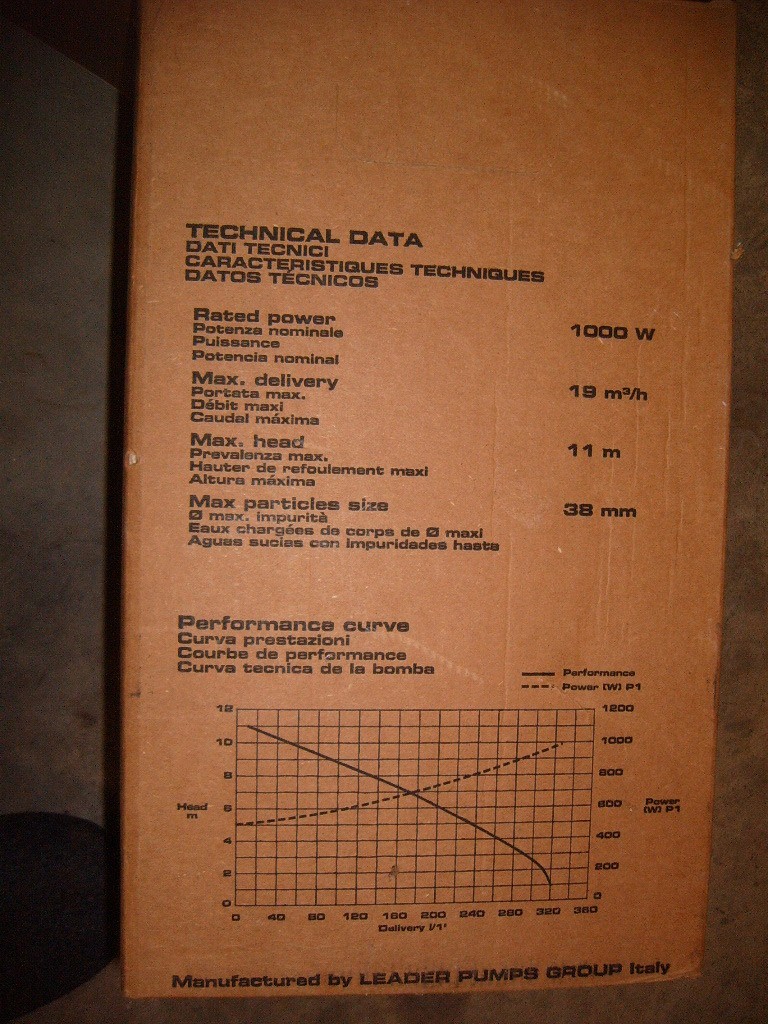 TECHNICAL DATA
DATI TECNICI
CARACTERISTIQUES TECHNIQUES
DATOS TÉCNICOS
Rated power
Potenza nominale
Puissance
Potencia nominal
1000 W
Max. delivery
Portata max.
Débit maxi
Caudal máxima
19 m³/h
Max. head
Prevalenza max.
Hauter de refoulement maxi
Altura máxima
11 m
Max particles size
Ø max. impurità
Eaux chargées de corps de Ø maxi
Aguas sucias con impuridades hasta
38 mm
Performance curve
Curva prestazioni
Courbe de performance
Curva tecnica de la bomba
Performance
Power (W) P1
12 1200
10 1000
8 800
6 600
Head
m
Power
(W) P1
4 400
2 200
0 0
0 40 80 120 160 200 240 280 320 360
Delivery l/1'
Manufactured by LEADER PUMPS GROUP Italy